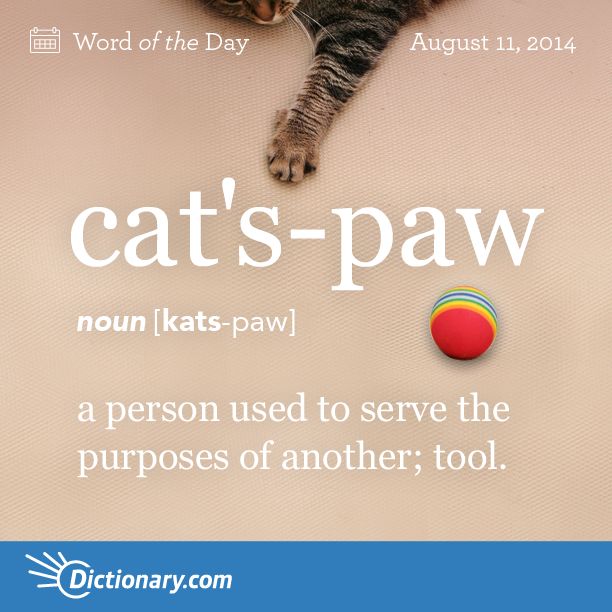 Word of the Day
August 11, 2014
cat's-paw
noun [kats-paw]
a person used to serve the
purposes of another; tool.
Dictionary.com